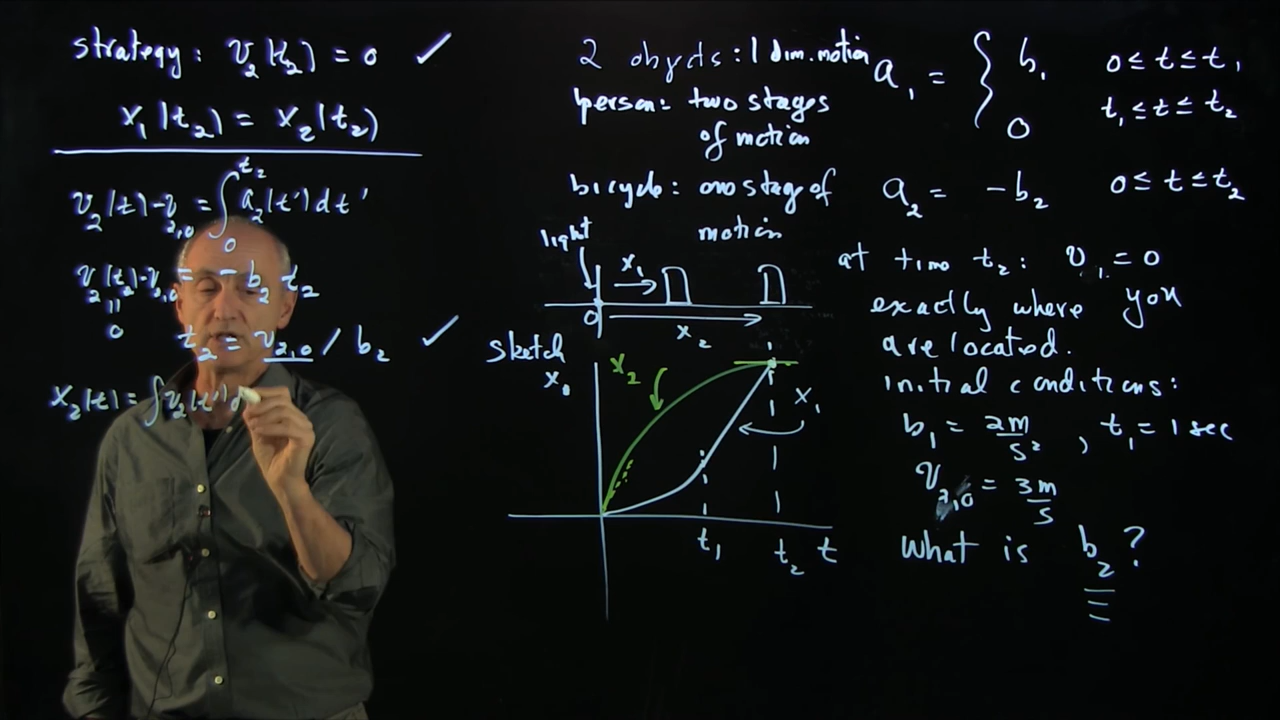 strategy: v₂(t₂) = 0 ✓
x₁(t₂) = x₂(t₂)
v₂(t) - v₂,₀ = ∫₀^t₂ a₂(t') dt'
v₂(t₂) - v₂,₀ = - b₂ t₂
||
0
t₂ = v₂,₀ / b₂ ✓
x₂(t) = ∫ v₂(t') d
2 objects: 1 dim. motion
person: two stages
of motion
bicycle: one stage of
motion
light
x₁
0
x₂
sketch
x
x₂
x₁
t₁
t₂
t
a₁ = { b₁ 0 ≤ t ≤ t₁
0 t₁ ≤ t ≤ t₂
a₂ = - b₂ 0 ≤ t ≤ t₂
at time t₂: v₁ = 0
exactly where you
are located.
initial conditions:
b₁ = 2m/s², t₁ = 1 sec
v₂,₀ = 3m/s
What is b₂?